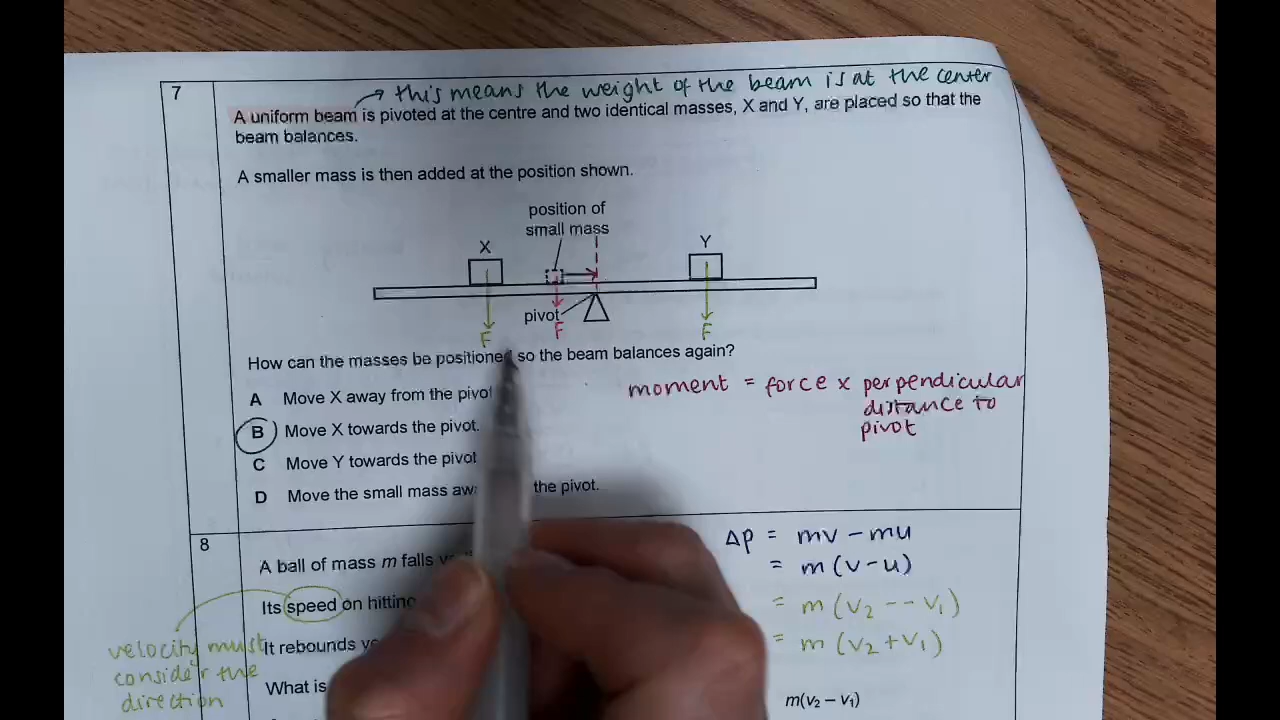 7
this means the weight of the beam is at the center
A uniform beam is pivoted at the centre and two identical masses, X and Y, are placed so that the
beam balances.
A smaller mass is then added at the position shown.
position of
small mass
X
Y
pivot
F
F
F
How can the masses be positioned so the beam balances again?
A Move X away from the pivot
B Move X towards the pivot.
C Move Y towards the pivot
D Move the small mass the pivot.
moment = force x perpendicular
distance to
pivot
8
A ball of mass m falls
Its speed on hitting
It rebounds
What is
velocity must
consider the
direction
Δp = mv - mu
= m (v-u)
= m (v₂ - - v₁)
= m (v₂ + v₁)
m(v₂ – v₁)